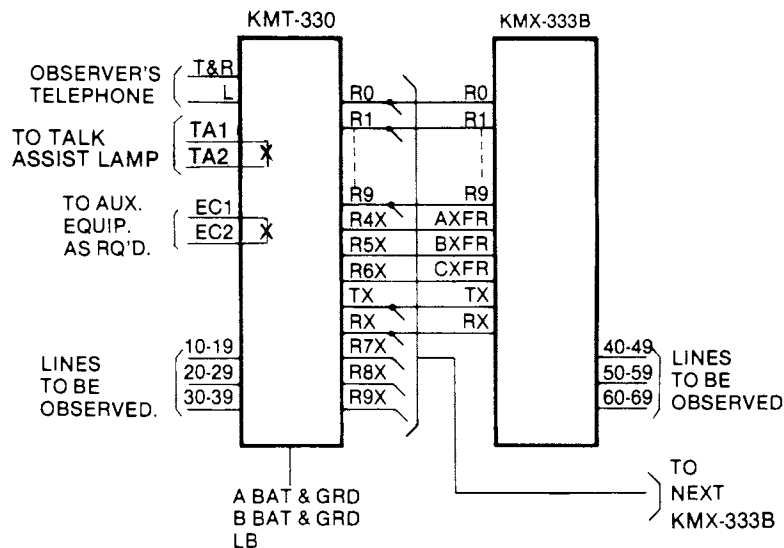 KMT-330
KMX-333B
OBSERVER'S
TELEPHONE
T&R
L
TO TALK
ASSIST LAMP
TA1
TA2
TO AUX.
EQUIP.
AS RQ'D.
EC1
EC2
LINES
TO BE
OBSERVED.
10-19
20-29
30-39
R0 R0
R1 R1
R9 R9
R4X AXFR
R5X BXFR
R6X CXFR
TX TX
RX RX
R7X
R8X
R9X
40-49
50-59
60-69
LINES
TO BE
OBSERVED
A BAT & GRD
B BAT & GRD
LB
TO
NEXT
KMX-333B